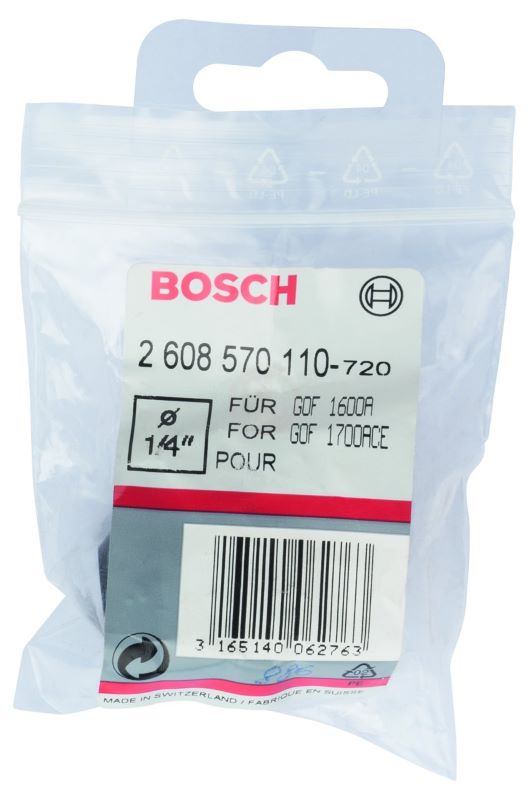 BOSCH
2 608 570 110-720
Ø
1/4"
FÜR GOF 1600A
FOR GOF 1700ACE
POUR
3 165140 062763
PE
MADE IN SWITZERLAND / FABRIQUE EN SUISSE